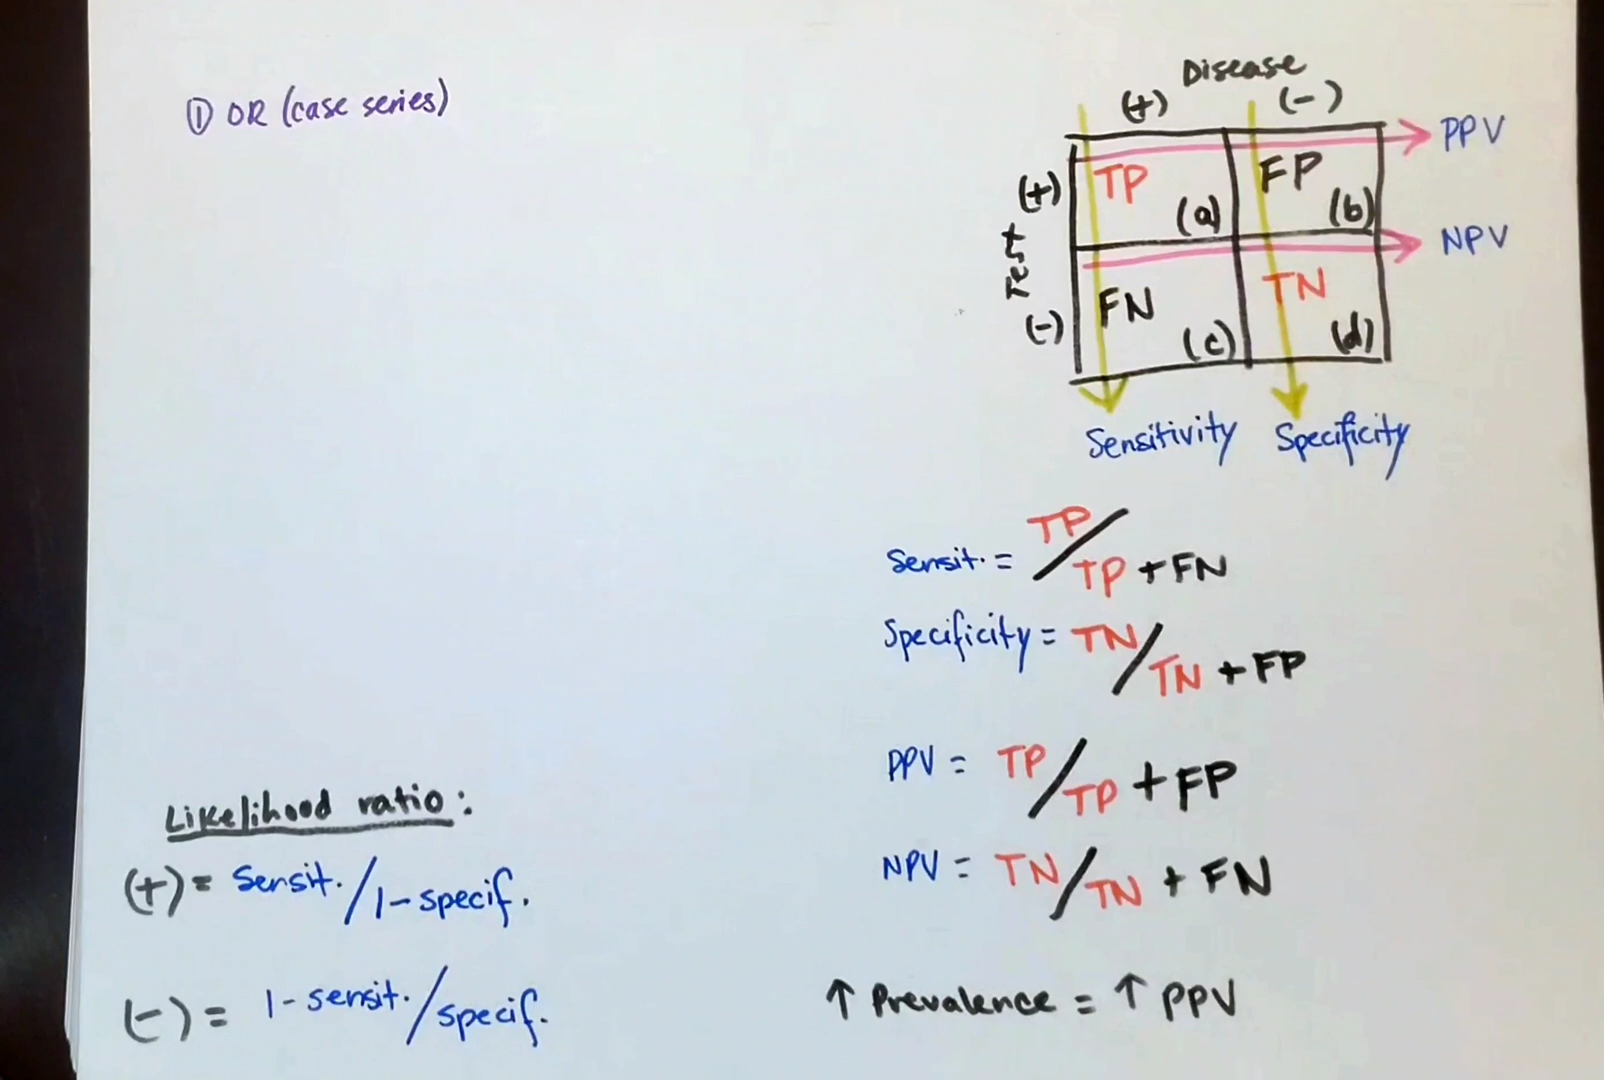 ① OR (case series)
Disease
(+) (-)
Test
(+) TP (a) FP (b) PPV
(-) FN (c) TN (d) NPV
Sensitivity Specificity
Sensit. = TP/TP + FN
Specificity = TN/TN + FP
PPV = TP/TP + FP
NPV = TN/TN + FN
↑ Prevalence = ↑ PPV
Likelihood ratio:
(+) = Sensit./1-specif.
(-) = 1-sensit./specif.